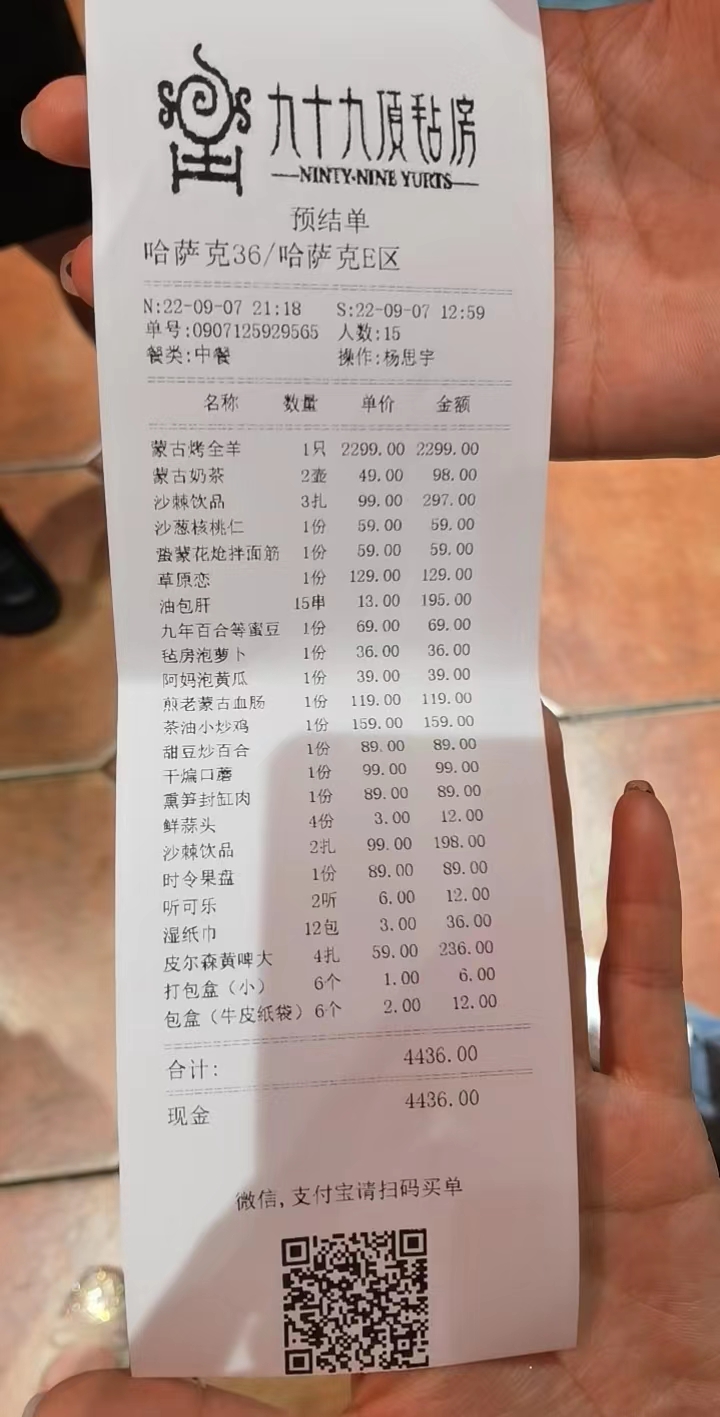 九十九頂毡房
NINTY-NINE YURTS
预结单
哈萨克36/哈萨克E区
N:22-09-07 21:18 S:22-09-07 12:59
单号:0907125929565 人数:15
餐类:中餐 操作:杨思宇
名称 数量 单价 金额
蒙古烤全羊 1只 2299.00 2299.00
蒙古奶茶 2壶 49.00 98.00
沙棘饮品 3扎 99.00 297.00
沙葱核桃仁 1份 59.00 59.00
蛰蒙花炝拌面筋 1份 59.00 59.00
草原恋 1份 129.00 129.00
油包肝 15串 13.00 195.00
九年百合等蜜豆 1份 69.00 69.00
毡房泡萝卜 1份 36.00 36.00
阿妈泡黄瓜 1份 39.00 39.00
煎老蒙古血肠 1份 119.00 119.00
茶油小炒鸡 1份 159.00 159.00
甜豆炒百合 1份 89.00 89.00
干煸口蘑 1份 99.00 99.00
熏笋封缸肉 1份 89.00 89.00
鲜蒜头 4份 3.00 12.00
沙棘饮品 2扎 99.00 198.00
时令果盘 1份 89.00 89.00
听可乐 2听 6.00 12.00
湿纸巾 12包 3.00 36.00
皮尔森黄啤大 4扎 59.00 236.00
打包盒（小） 6个 1.00 6.00
包盒（牛皮纸袋） 6个 2.00 12.00
合计: 4436.00
现金 4436.00
微信,支付宝请扫码买单